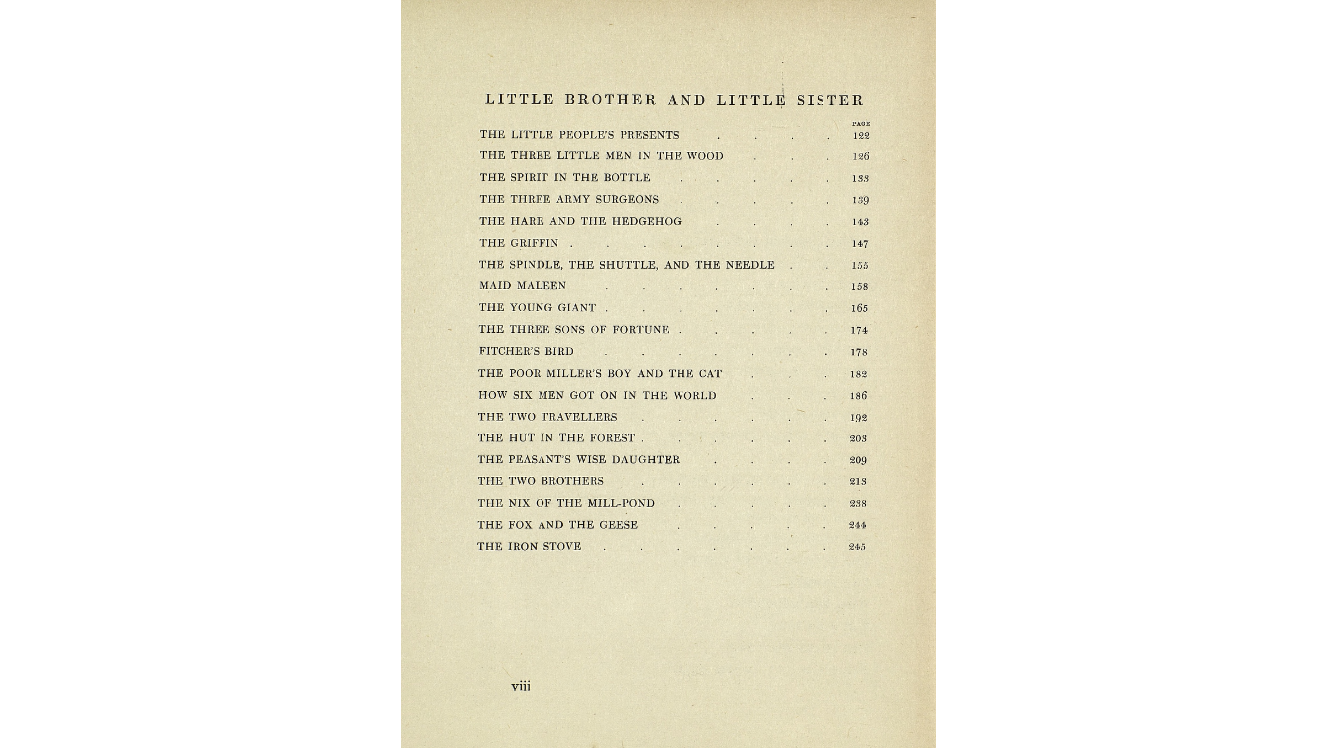 LITTLE BROTHER AND LITTLE SISTER
PAGE
THE LITTLE PEOPLE'S PRESENTS . . . . 122
THE THREE LITTLE MEN IN THE WOOD . . . 126
THE SPIRIT IN THE BOTTLE . . . . . 133
THE THREE ARMY SURGEONS . . . . . 139
THE HARE AND THE HEDGEHOG . . . . 143
THE GRIFFIN . . . . . . . . 147
THE SPINDLE, THE SHUTTLE, AND THE NEEDLE . . 155
MAID MALEEN . . . . . . . 158
THE YOUNG GIANT . . . . . . . 165
THE THREE SONS OF FORTUNE . . . . . 174
FITCHER'S BIRD . . . . . . . 178
THE POOR MILLER'S BOY AND THE CAT . . . 182
HOW SIX MEN GOT ON IN THE WORLD . . . 186
THE TWO TRAVELLERS . . . . . . 192
THE HUT IN THE FOREST . . . . . . 203
THE PEASANT'S WISE DAUGHTER . . . . 209
THE TWO BROTHERS . . . . . . 213
THE NIX OF THE MILL-POND . . . . . 238
THE FOX AND THE GEESE . . . . . 244
THE IRON STOVE . . . . . . . 245
viii